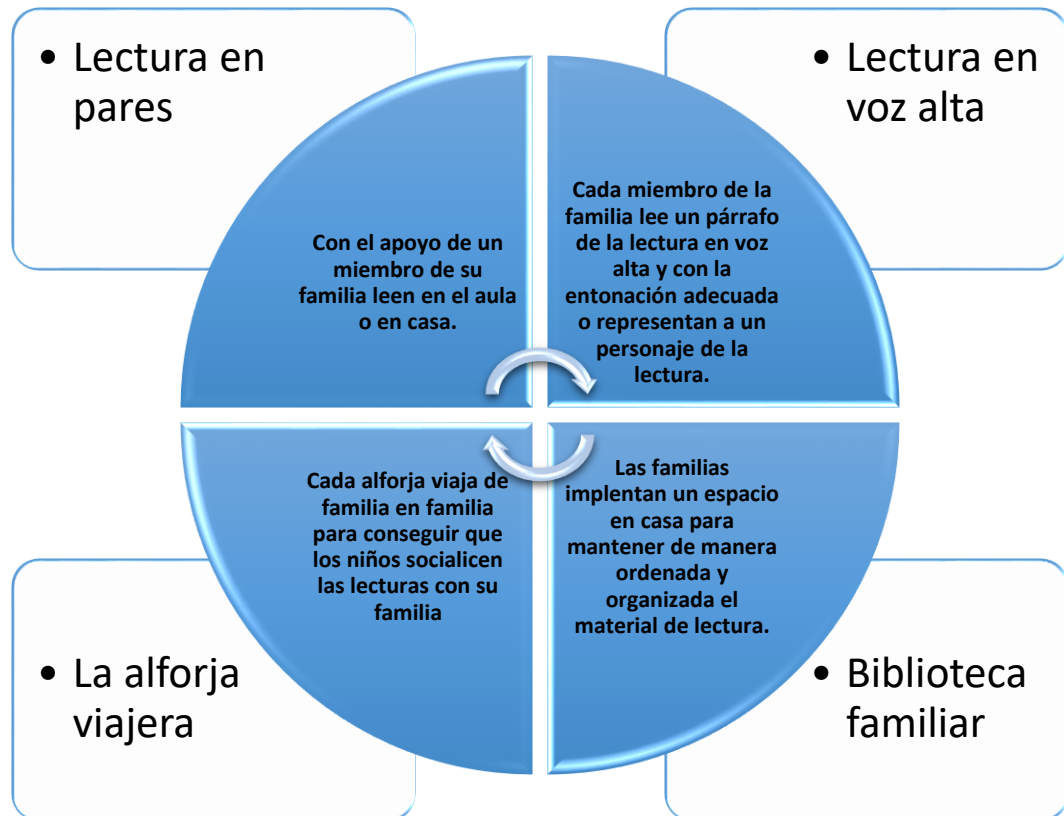 • Lectura en
pares
Con el apoyo de un
miembro de su
familia leen en el aula
o en casa.
• Lectura en
voz alta
Cada miembro de la
familia lee un párrafo
de la lectura en voz
alta y con la
entonación adecuada
o representan a un
personaje de la
lectura.
Cada alforja viaja de
familia en familia
para conseguir que
los niños socialicen
las lecturas con su
familia
• La alforja
viajera
Las familias
implentan un espacio
en casa para
mantener de manera
ordenada y
organizada el
material de lectura.
• Biblioteca
familiar